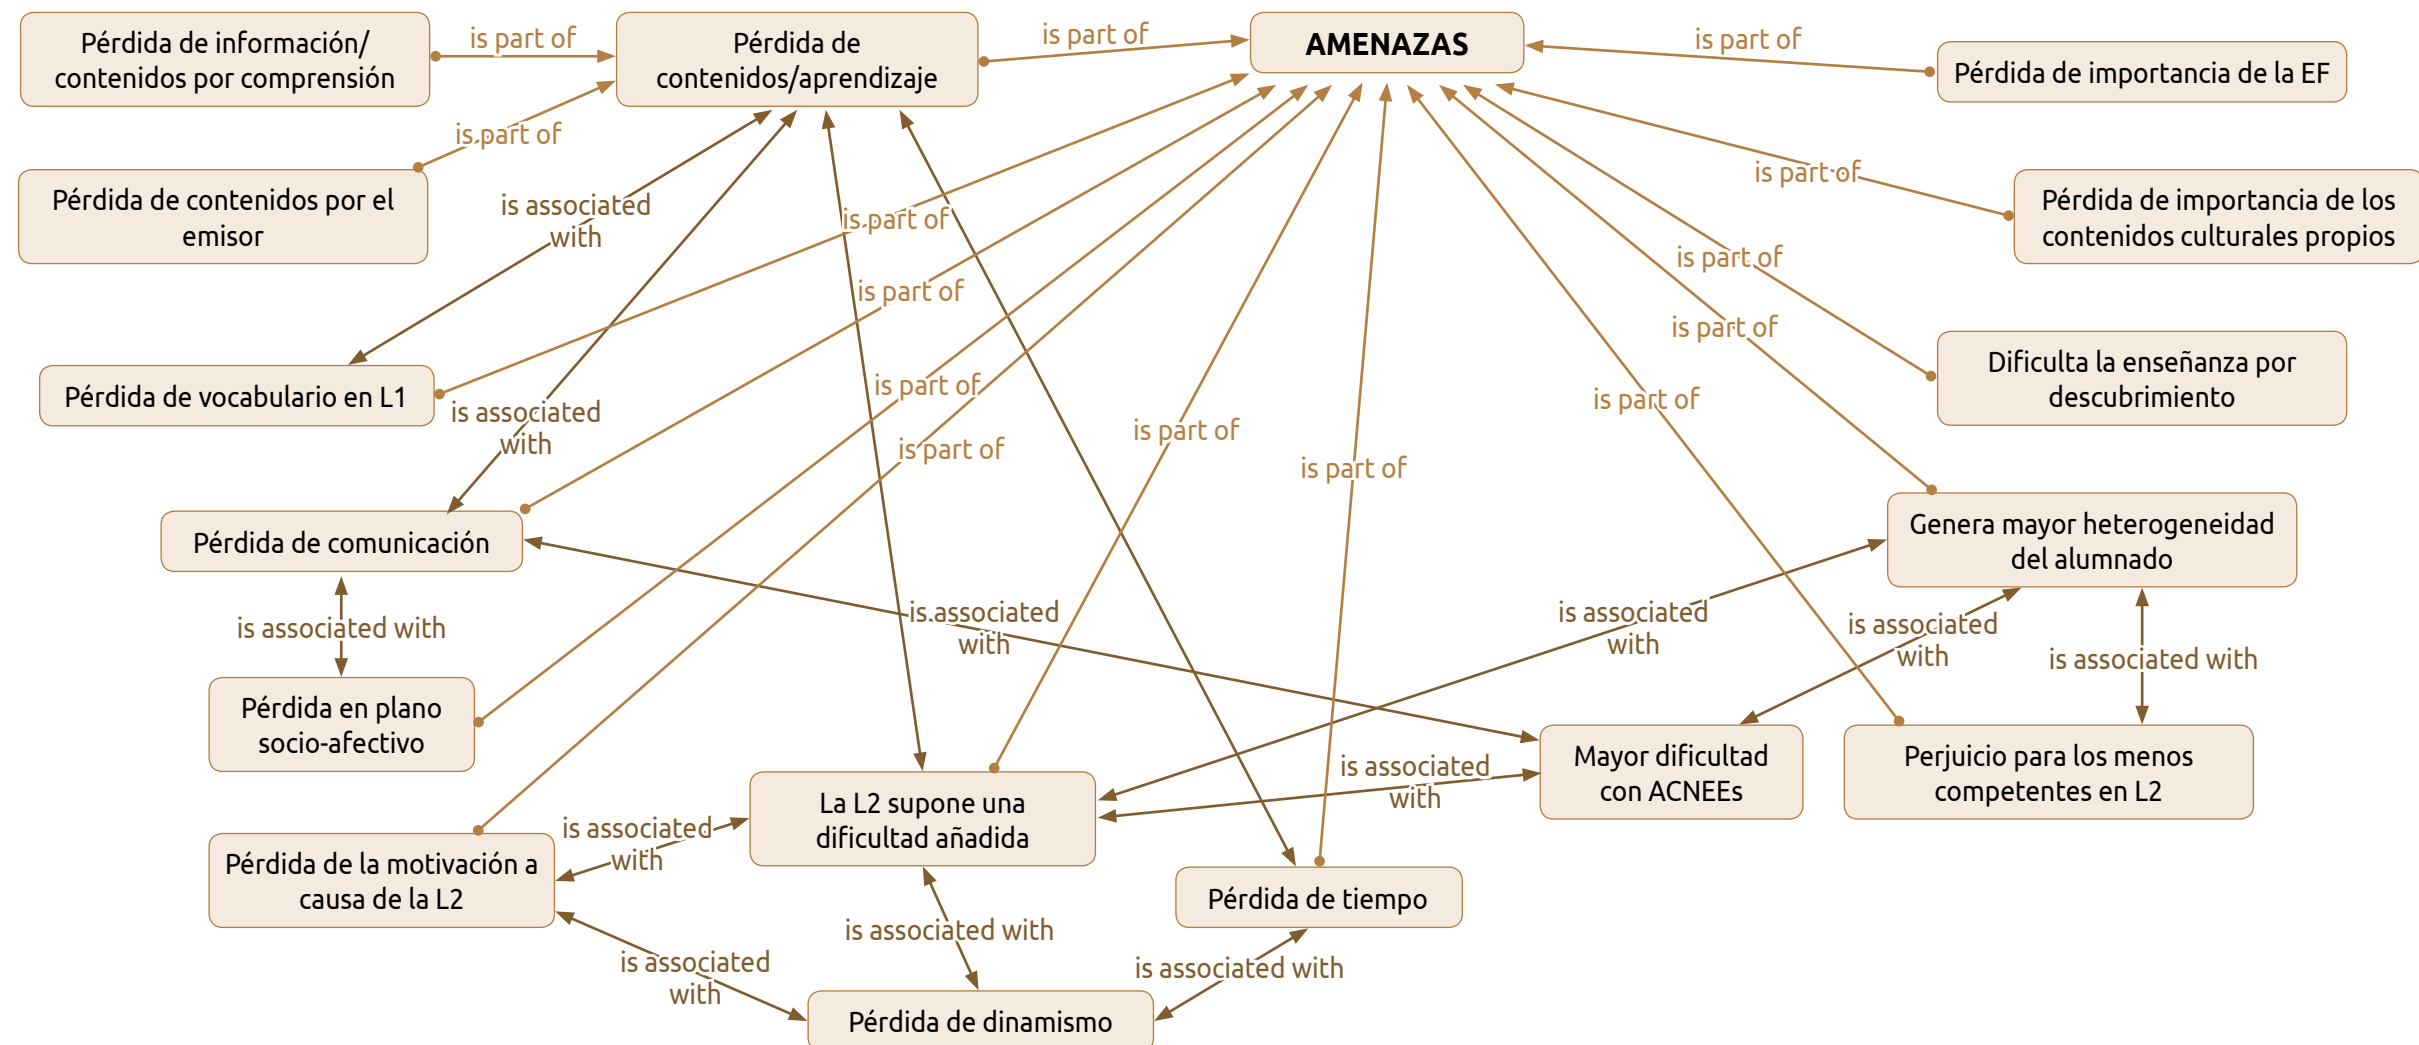 Pérdida de información/
contenidos por comprensión
is part of
Pérdida de
contenidos/aprendizaje
is part of
AMENAZAS
is part of
Pérdida de importancia de la EF
is part of
Pérdida de contenidos por el
emisor
is associated
with
is part of
is part of
Pérdida de importancia de los
contenidos culturales propios
is part of
is part of
is part of
Dificulta la enseñanza por
descubrimiento
Pérdida de vocabulario en L1
is associated
with
is part of
is part of
is part of
is part of
is part of
Pérdida de comunicación
Genera mayor heterogeneidad
del alumnado
is associated with
is associated
with
is associated
with
is associated
with
is associated with
Pérdida en plano
socio-afectivo
Mayor dificultad
con ACNEEs
Perjuicio para los menos
competentes en L2
is associated
with
La L2 supone una
dificultad añadida
is associated
with
Pérdida de la motivación a
causa de la L2
Pérdida de tiempo
is associated with
is associated
with
is associated with
Pérdida de dinamismo